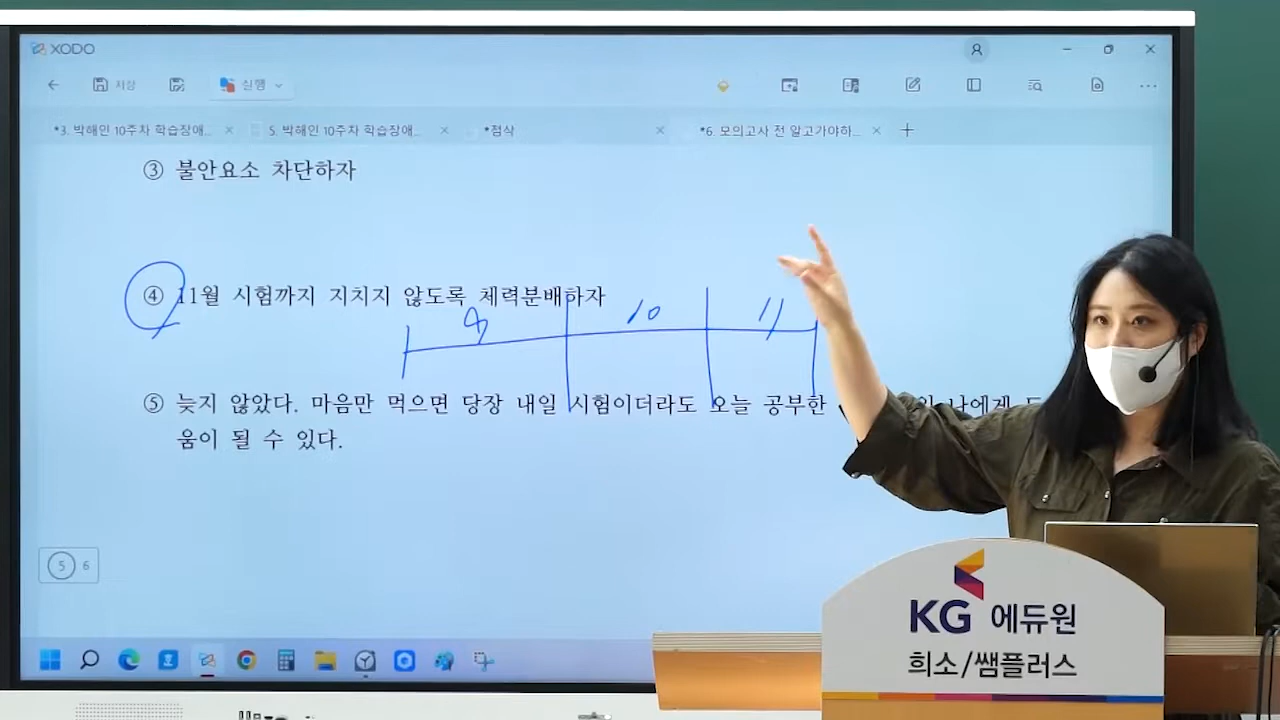 XODO
저장
실행
*3. 박해인 10주차 학습장애...
5. 박해인 10주차 학습장애...
*첨삭
*6. 모의고사 전 알고가야하...
③ 불안요소 차단하자
④ 11월 시험까지 지치지 않도록 체력분배하자
9 10 11
⑤ 늦지 않았다. 마음만 먹으면 당장 내일 시험이더라도 오늘 공부한 나에게 도
움이 될 수 있다.
5 6
KG 에듀원
희소/쌤플러스